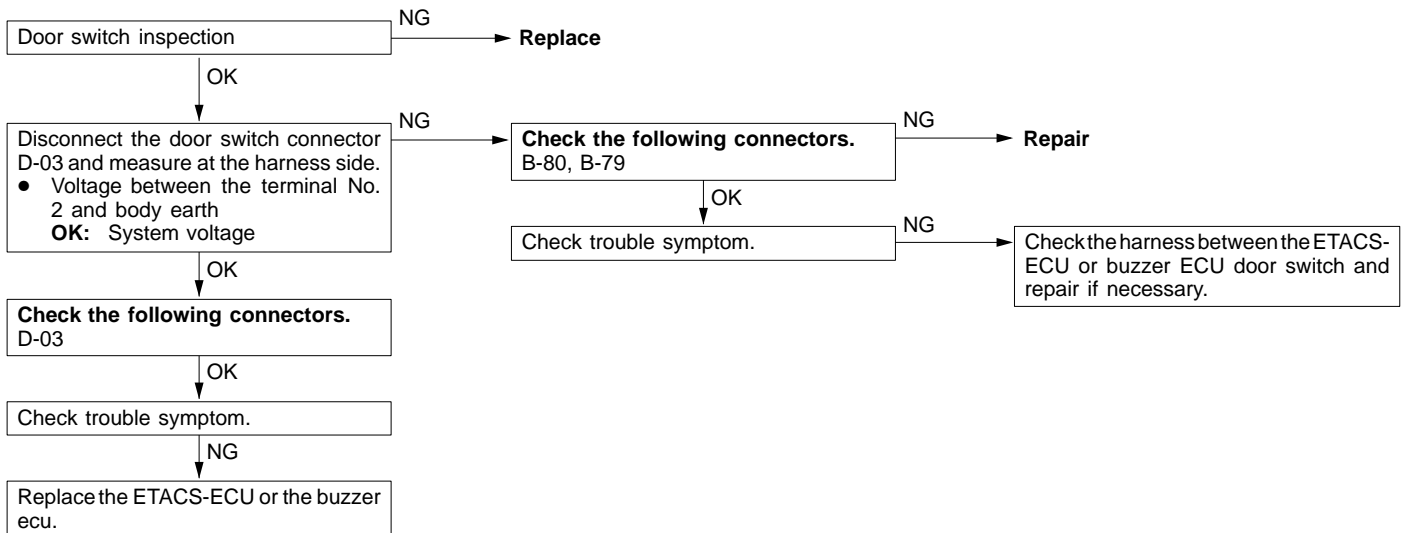 Door switch inspection
NG
Replace
OK
Disconnect the door switch connector
D-03 and measure at the harness side.
● Voltage between the terminal No.
2 and body earth
OK: System voltage
NG
Check the following connectors.
B-80, B-79
NG
Repair
OK
Check trouble symptom.
NG
Check the harness between the ETACS-
ECU or buzzer ECU door switch and
repair if necessary.
OK
Check the following connectors.
D-03
OK
Check trouble symptom.
NG
Replace the ETACS-ECU or the buzzer
ecu.